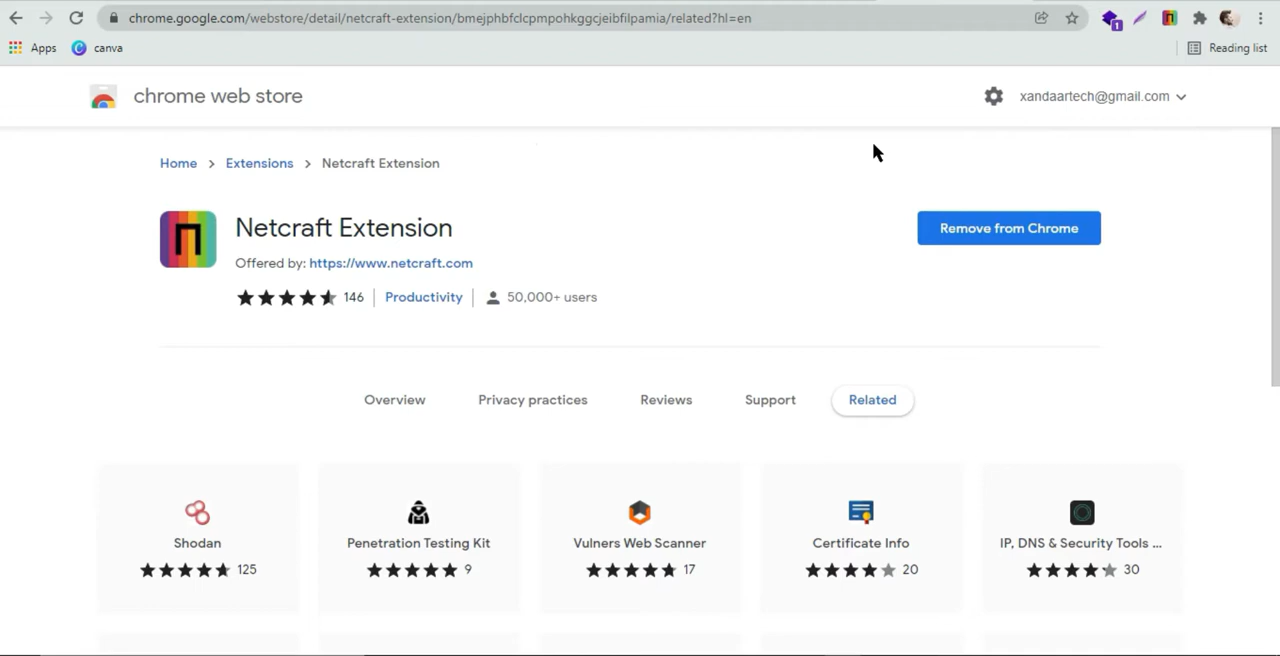 chrome.google.com/webstore/detail/netcraft-extension/bmejphbfclcpmpohkggcjeibfilpamia/related?hl=en
1
Apps
canva
Reading list
chrome web store
xandaartech@gmail.com
Home > Extensions > Netcraft Extension
Netcraft Extension
Remove from Chrome
Offered by: https://www.netcraft.com
146 | Productivity | 50,000+ users
Overview
Privacy practices
Reviews
Support
Related
Shodan
125
Penetration Testing Kit
9
Vulners Web Scanner
17
Certificate Info
20
IP, DNS & Security Tools ...
30